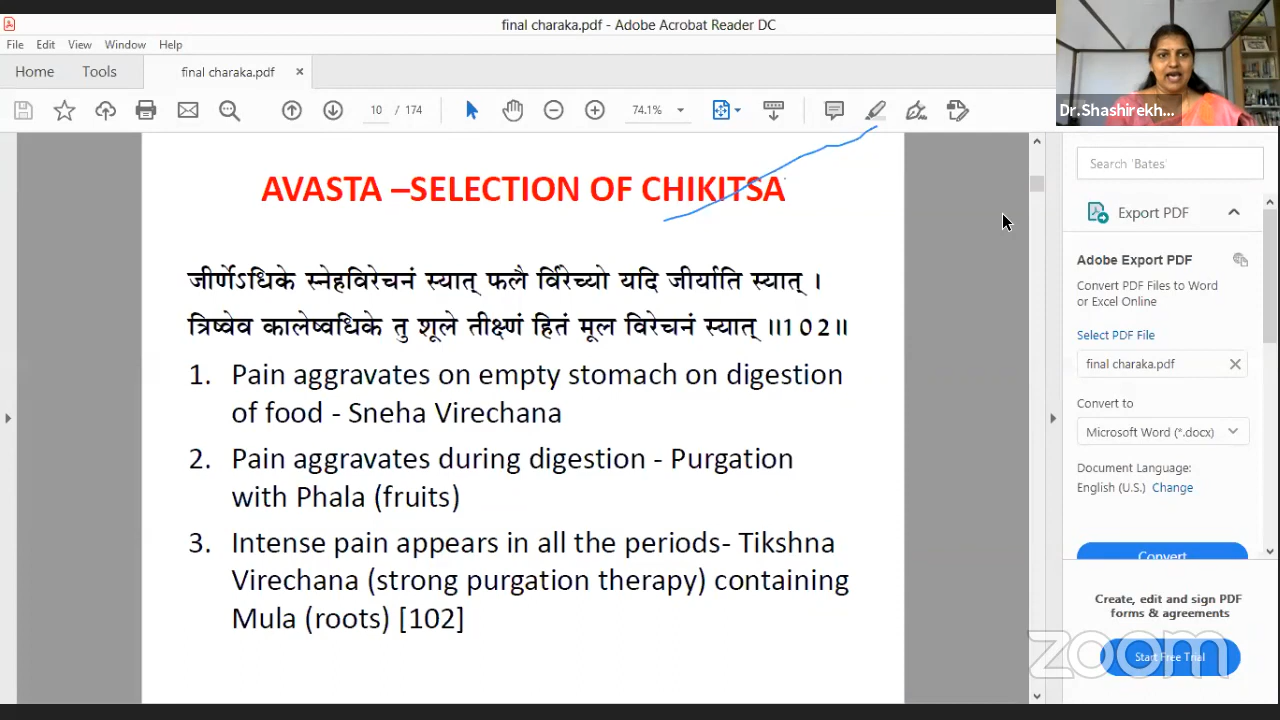 final charaka.pdf - Adobe Acrobat Reader DC
File Edit View Window Help
Home Tools final charaka.pdf ×
10 / 174 74.1%
Dr.Shashirekh...
AVASTA –SELECTION OF CHIKITSA
जीर्णेऽधिके स्नेहविरेचनं स्यात् फलै र्विरेच्यो यदि जीर्यति स्यात् ।
त्रिष्वेव कालेष्वधिके तु शूले तीक्ष्णं हितं मूल विरेचनं स्यात् ॥102॥
1. Pain aggravates on empty stomach on digestion
of food - Sneha Virechana
2. Pain aggravates during digestion - Purgation
with Phala (fruits)
3. Intense pain appears in all the periods- Tikshna
Virechana (strong purgation therapy) containing
Mula (roots) [102]
Search 'Bates'
Export PDF
Adobe Export PDF
Convert PDF Files to Word
or Excel Online
Select PDF File
final charaka.pdf
Convert to
Microsoft Word (*.docx)
Document Language:
English (U.S.) Change
Convert
Create, edit and sign PDF
forms & agreements
Start Free Trial
zoom